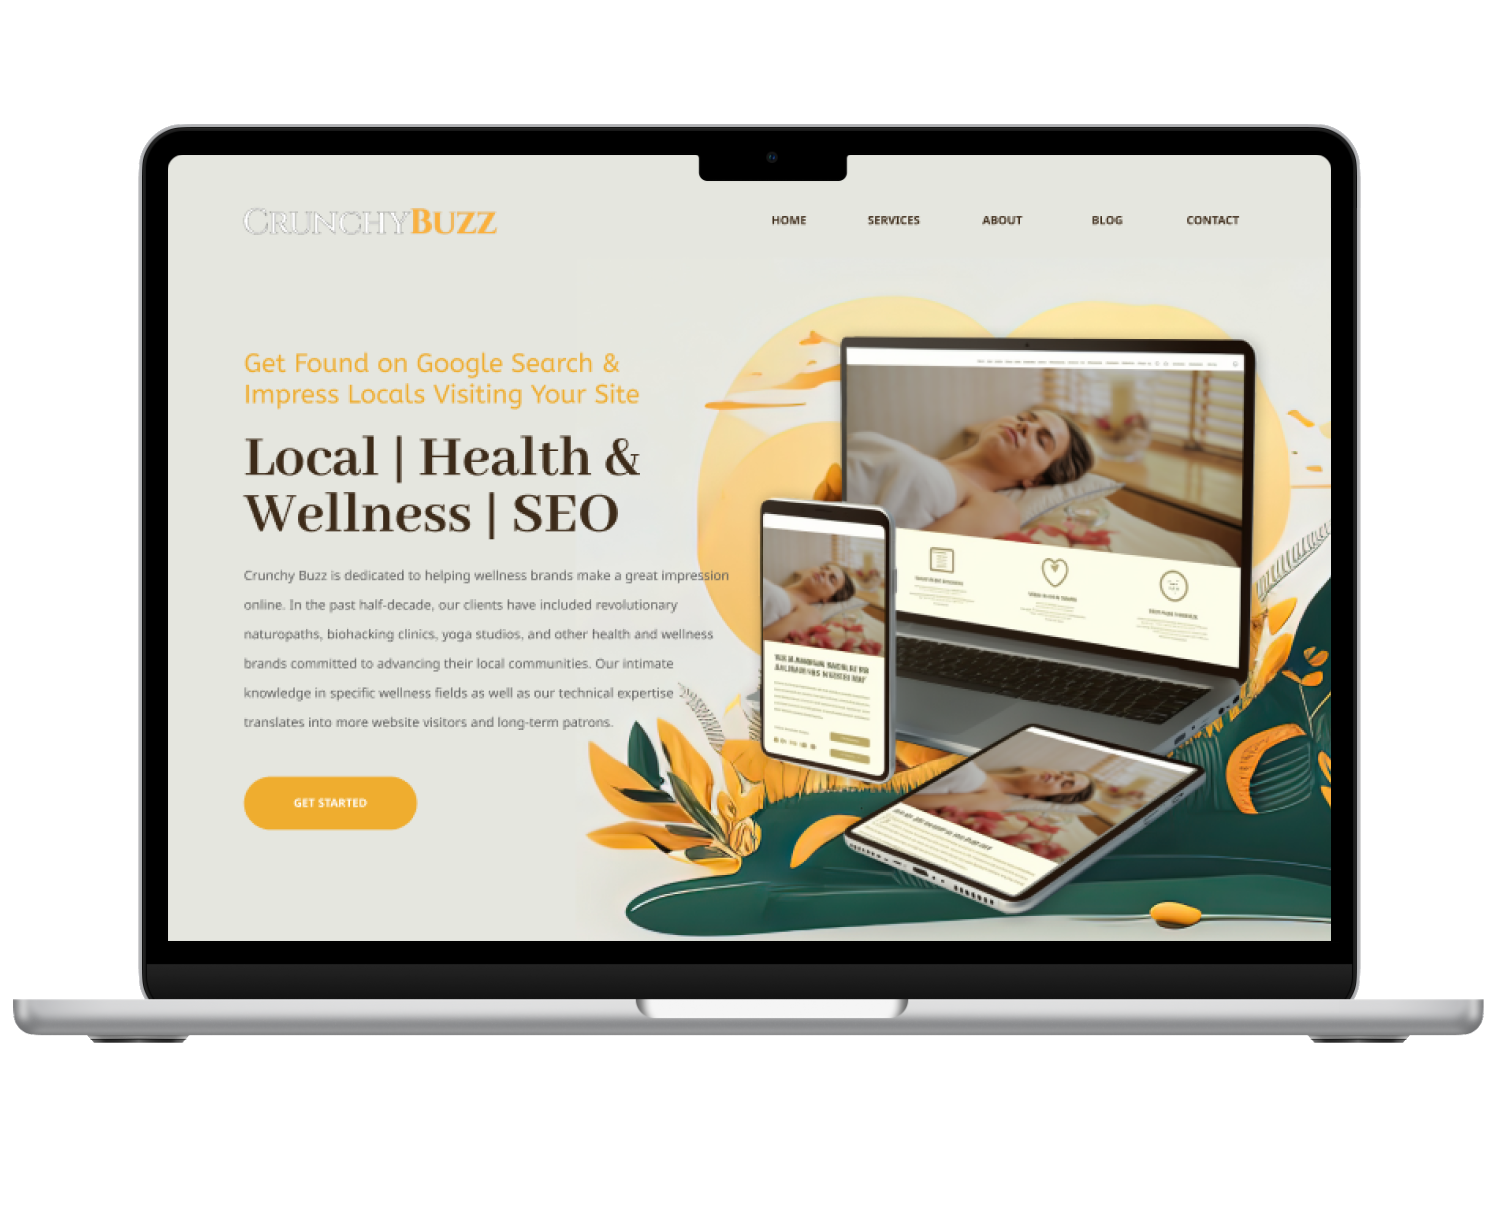 CRUNCHYBUZZ
HOME SERVICES ABOUT BLOG CONTACT
Get Found on Google Search &
Impress Locals Visiting Your Site
Local | Health &
Wellness | SEO
Crunchy Buzz is dedicated to helping wellness brands make a great impression
online. In the past half-decade, our clients have included revolutionary
naturopaths, biohacking clinics, yoga studios, and other health and wellness
brands committed to advancing their local communities. Our intimate
knowledge in specific wellness fields as well as our technical expertise
translates into more website visitors and long-term patrons.
GET STARTED